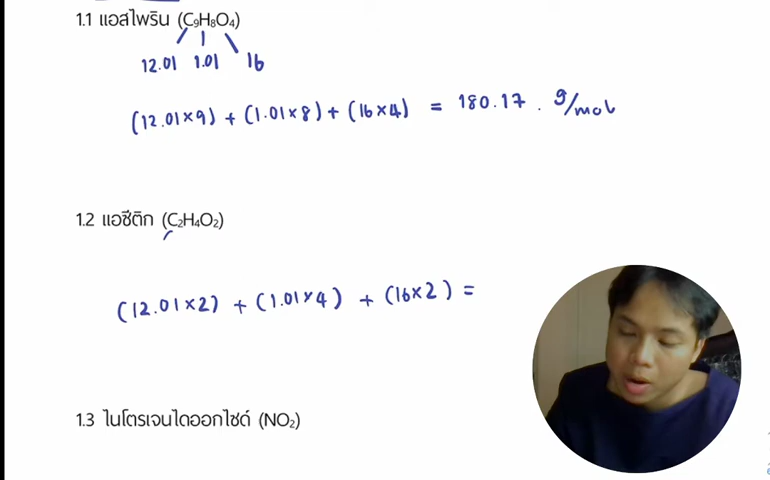 1.1 แอสไพริน (C₉H₈O₄)
12.01 1.01 16
(12.01×9) + (1.01×8) + (16×4) = 180.17 . g/mol
1.2 แอซีติก (C₂H₄O₂)
(12.01×2) + (1.01×4) + (16×2) =
1.3 ไนโตรเจนไดออกไซด์ (NO₂)